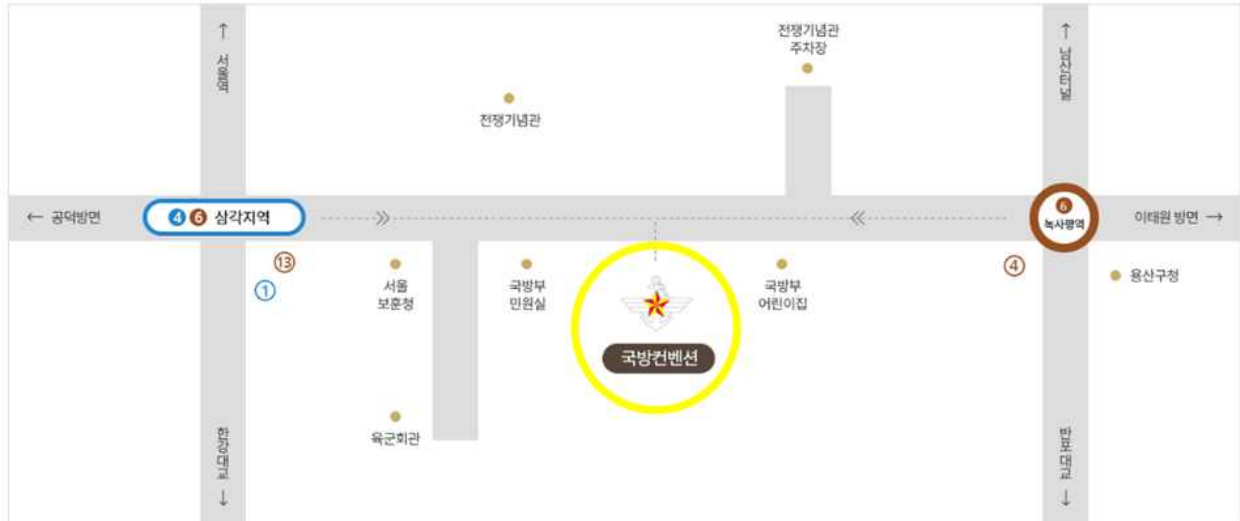 ↑ 서울역
전쟁기념관
주차장
↑ 남산터널
전쟁기념관
← 공덕방면
4 6 삼각지역
6
녹사평역
이태원 방면 →
⑬
①
서울
보훈청
국방부
민원실
국방컨벤션
국방부
어린이집
④
용산구청
육군회관
한강대교 ↓
반포대교 ↓